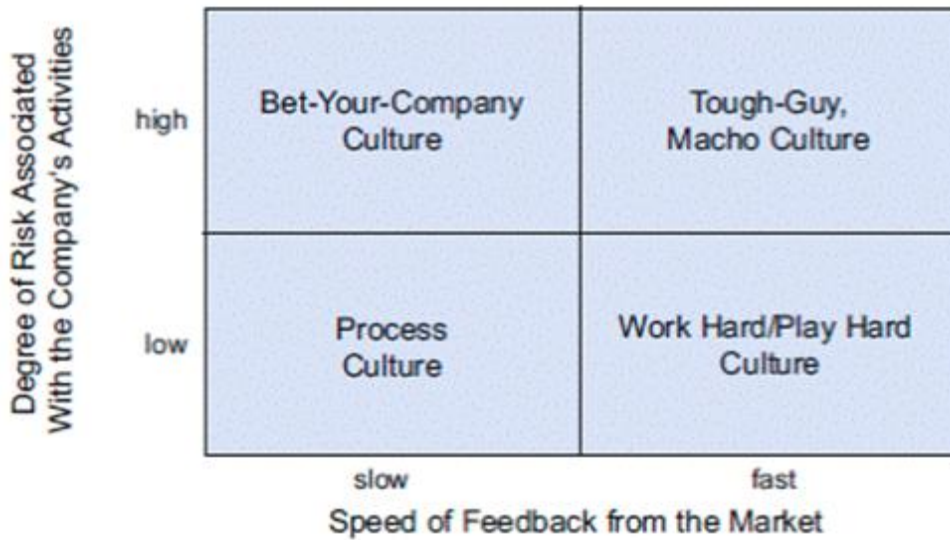 Degree of Risk Associated
With the Company's Activities
high
Bet-Your-Company
Culture
Tough-Guy,
Macho Culture
low
Process
Culture
Work Hard/Play Hard
Culture
slow
fast
Speed of Feedback from the Market